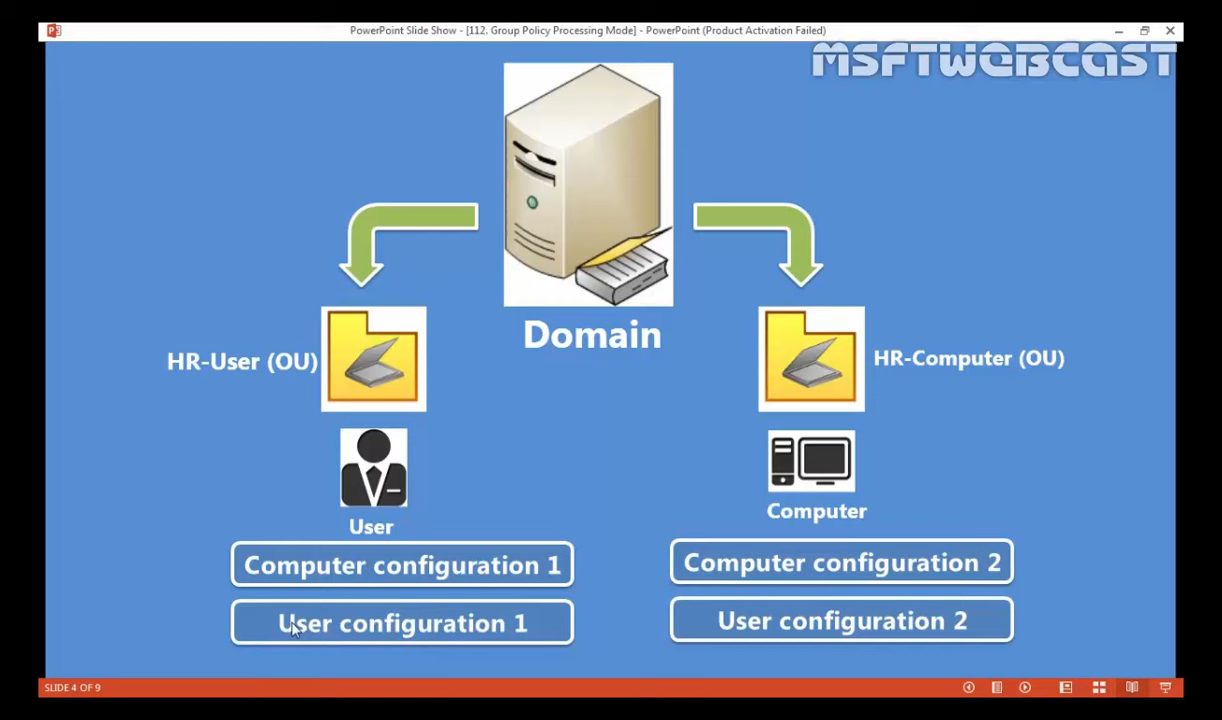 PowerPoint Slide Show - [112. Group Policy Processing Mode] - PowerPoint (Product Activation Failed)
MSFTWEBCAST
Domain
HR-User (OU)
HR-Computer (OU)
User
Computer
Computer configuration 1
Computer configuration 2
User configuration 1
User configuration 2
SLIDE 4 OF 9